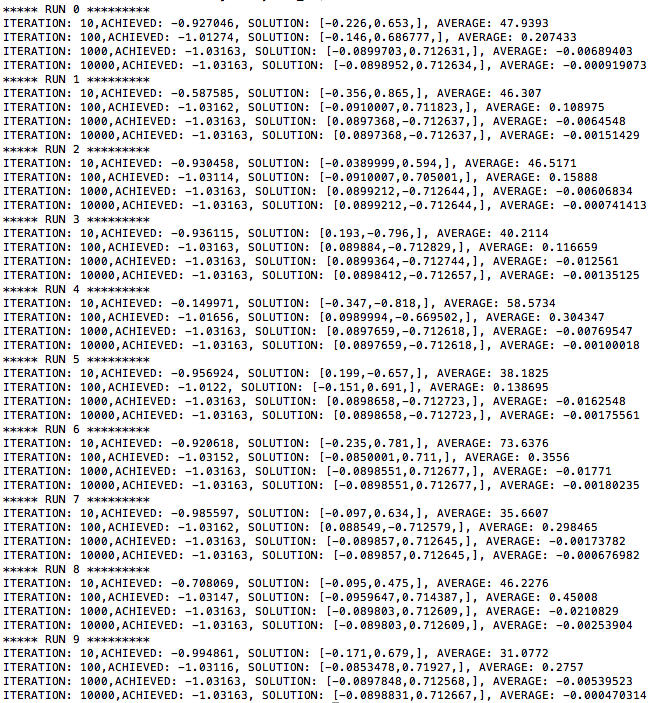 ***** RUN 0 *********
ITERATION: 10,ACHIEVED: -0.927046, SOLUTION: [-0.226,0.653,], AVERAGE: 47.9393
ITERATION: 100,ACHIEVED: -1.01274, SOLUTION: [-0.146,0.686777,], AVERAGE: 0.207433
ITERATION: 1000,ACHIEVED: -1.03163, SOLUTION: [-0.0899703,0.712631,], AVERAGE: -0.00689403
ITERATION: 10000,ACHIEVED: -1.03163, SOLUTION: [-0.0898952,0.712634,], AVERAGE: -0.000919073
***** RUN 1 *********
ITERATION: 10,ACHIEVED: -0.587585, SOLUTION: [-0.356,0.865,], AVERAGE: 46.307
ITERATION: 100,ACHIEVED: -1.03162, SOLUTION: [-0.0910007,0.711823,], AVERAGE: 0.108975
ITERATION: 1000,ACHIEVED: -1.03163, SOLUTION: [0.0897368,-0.712637,], AVERAGE: -0.0064548
ITERATION: 10000,ACHIEVED: -1.03163, SOLUTION: [0.0897368,-0.712637,], AVERAGE: -0.00151429
***** RUN 2 *********
ITERATION: 10,ACHIEVED: -0.930458, SOLUTION: [-0.0389999,0.594,], AVERAGE: 46.5171
ITERATION: 100,ACHIEVED: -1.03114, SOLUTION: [-0.0910007,0.705001,], AVERAGE: 0.15888
ITERATION: 1000,ACHIEVED: -1.03163, SOLUTION: [0.0899212,-0.712644,], AVERAGE: -0.00606834
ITERATION: 10000,ACHIEVED: -1.03163, SOLUTION: [0.0899212,-0.712644,], AVERAGE: -0.000741413
***** RUN 3 *********
ITERATION: 10,ACHIEVED: -0.936115, SOLUTION: [0.193,-0.796,], AVERAGE: 40.2114
ITERATION: 100,ACHIEVED: -1.03163, SOLUTION: [0.089884,-0.712829,], AVERAGE: 0.116659
ITERATION: 1000,ACHIEVED: -1.03163, SOLUTION: [0.0899364,-0.712744,], AVERAGE: -0.012561
ITERATION: 10000,ACHIEVED: -1.03163, SOLUTION: [0.0898412,-0.712657,], AVERAGE: -0.00135125
***** RUN 4 *********
ITERATION: 10,ACHIEVED: -0.149971, SOLUTION: [-0.347,-0.818,], AVERAGE: 58.5734
ITERATION: 100,ACHIEVED: -1.01656, SOLUTION: [0.0989994,-0.669502,], AVERAGE: 0.304347
ITERATION: 1000,ACHIEVED: -1.03163, SOLUTION: [0.0897659,-0.712618,], AVERAGE: -0.00769547
ITERATION: 10000,ACHIEVED: -1.03163, SOLUTION: [0.0897659,-0.712618,], AVERAGE: -0.00100018
***** RUN 5 *********
ITERATION: 10,ACHIEVED: -0.956924, SOLUTION: [0.199,-0.657,], AVERAGE: 38.1825
ITERATION: 100,ACHIEVED: -1.0122, SOLUTION: [-0.151,0.691,], AVERAGE: 0.138695
ITERATION: 1000,ACHIEVED: -1.03163, SOLUTION: [0.0898658,-0.712723,], AVERAGE: -0.0162548
ITERATION: 10000,ACHIEVED: -1.03163, SOLUTION: [0.0898658,-0.712723,], AVERAGE: -0.00175561
***** RUN 6 *********
ITERATION: 10,ACHIEVED: -0.920618, SOLUTION: [-0.235,0.781,], AVERAGE: 73.6376
ITERATION: 100,ACHIEVED: -1.03152, SOLUTION: [-0.0850001,0.711,], AVERAGE: 0.3556
ITERATION: 1000,ACHIEVED: -1.03163, SOLUTION: [-0.0898551,0.712677,], AVERAGE: -0.01771
ITERATION: 10000,ACHIEVED: -1.03163, SOLUTION: [-0.0898551,0.712677,], AVERAGE: -0.00180235
***** RUN 7 *********
ITERATION: 10,ACHIEVED: -0.985597, SOLUTION: [-0.097,0.634,], AVERAGE: 35.6607
ITERATION: 100,ACHIEVED: -1.03162, SOLUTION: [0.088549,-0.712579,], AVERAGE: 0.298465
ITERATION: 1000,ACHIEVED: -1.03163, SOLUTION: [-0.089857,0.712645,], AVERAGE: -0.00173782
ITERATION: 10000,ACHIEVED: -1.03163, SOLUTION: [-0.089857,0.712645,], AVERAGE: -0.000676982
***** RUN 8 *********
ITERATION: 10,ACHIEVED: -0.708069, SOLUTION: [-0.095,0.475,], AVERAGE: 46.2276
ITERATION: 100,ACHIEVED: -1.03147, SOLUTION: [-0.0959647,0.714387,], AVERAGE: 0.45008
ITERATION: 1000,ACHIEVED: -1.03163, SOLUTION: [-0.089803,0.712609,], AVERAGE: -0.0210829
ITERATION: 10000,ACHIEVED: -1.03163, SOLUTION: [-0.089803,0.712609,], AVERAGE: -0.00253904
***** RUN 9 *********
ITERATION: 10,ACHIEVED: -0.994861, SOLUTION: [-0.171,0.679,], AVERAGE: 31.0772
ITERATION: 100,ACHIEVED: -1.03116, SOLUTION: [-0.0853478,0.71927,], AVERAGE: 0.2757
ITERATION: 1000,ACHIEVED: -1.03163, SOLUTION: [-0.0897848,0.712568,], AVERAGE: -0.00539523
ITERATION: 10000,ACHIEVED: -1.03163, SOLUTION: [-0.0898831,0.712667,], AVERAGE: -0.000470314